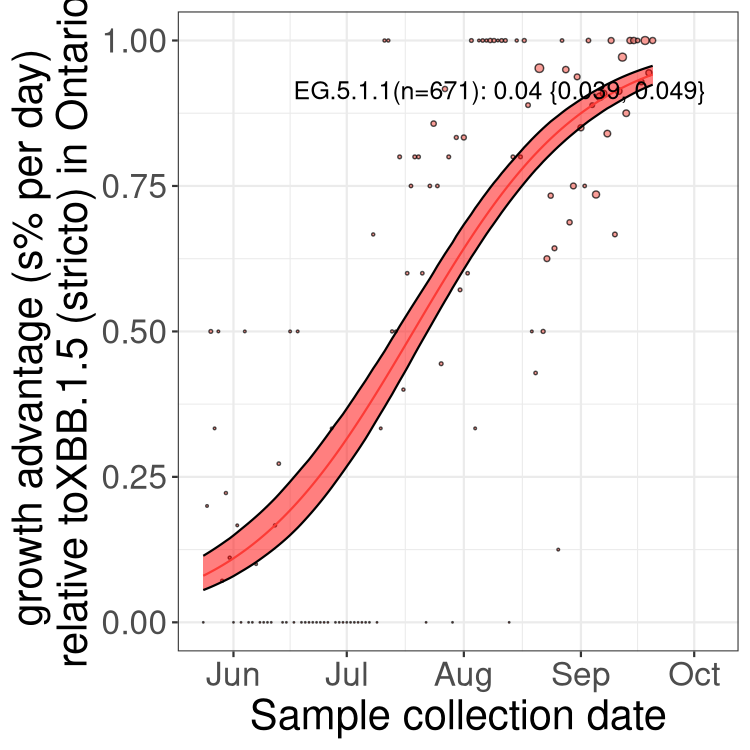 growth advantage (s% per day)
relative toXBB.1.5 (stricto) in Ontario
1.00
0.75
0.50
0.25
0.00
EG.5.1.1(n=671): 0.04 {0.039, 0.049}
Jun Jul Aug Sep Oct
Sample collection date